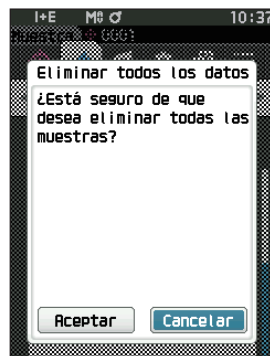 I+E M ♂ 10:37
Muestra 0001
Eliminar todos los datos
¿Está seguro de que
desea eliminar todas las
muestras?
Aceptar Cancelar